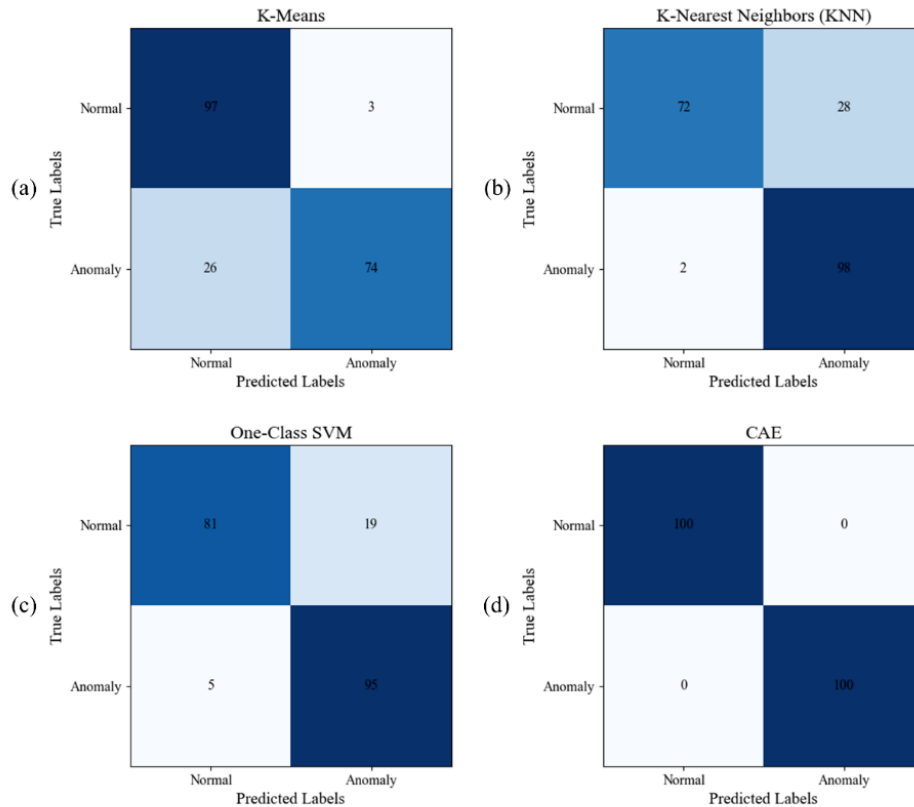 K-Means
Normal
97
3
(a)
True Labels
Anomaly
26
74
Normal
Anomaly
Predicted Labels
K-Nearest Neighbors (KNN)
Normal
72
28
(b)
True Labels
Anomaly
2
98
Normal
Anomaly
Predicted Labels
One-Class SVM
Normal
81
19
(c)
True Labels
Anomaly
5
95
Normal
Anomaly
Predicted Labels
CAE
Normal
100
0
(d)
True Labels
Anomaly
0
100
Normal
Anomaly
Predicted Labels